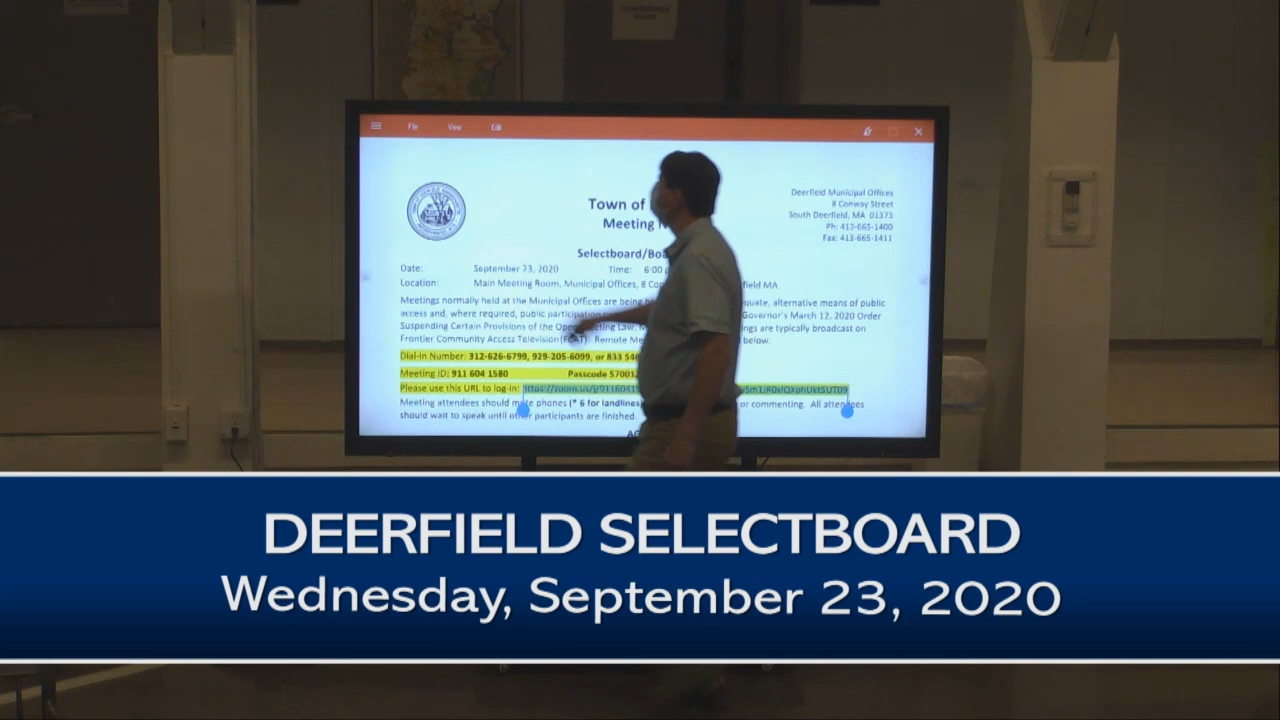 File View Edit
Deerfield Municipal Offices
8 Conway Street
South Deerfield, MA 01373
Ph: 413-665-1400
Fax: 413-665-1411
Town of
Meeting
Selectboard/Boa
Date: September 23, 2020 Time: 6:00
Location: Main Meeting Room, Municipal Offices, 8 Con field MA
Meetings normally held at the Municipal Offices are being quate, alternative means of public
access and, where required, public participation Governor's March 12, 2020 Order
Suspending Certain Provisions of the Open Meeting Law. ings are typically broadcast on
Frontier Community Access Television (FCAT). Remote Me below.
Dial-in Number: 312-626-6799, 929-205-6099, or 833 548
Meeting ID: 911 604 1580 Passcode 57001
Please use this URL to log-in:
Meeting attendees should mute phones (* 6 for landlines) or commenting. All attendees
should wait to speak until other participants are finished.
DEERFIELD SELECTBOARD
Wednesday, September 23, 2020